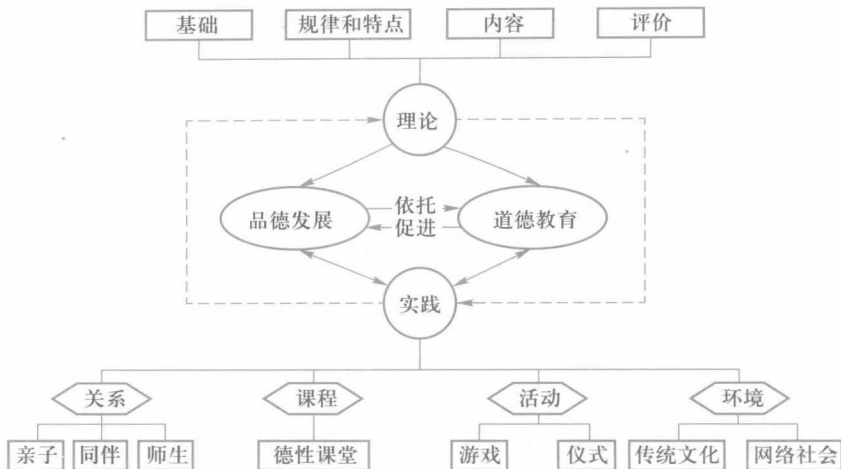 基础 规律和特点 内容 评价
理论
依托
品德发展 道德教育
促进
实践
关系 课程 活动 环境
亲子 同伴 师生 德性课堂 游戏 仪式 传统文化 网络社会